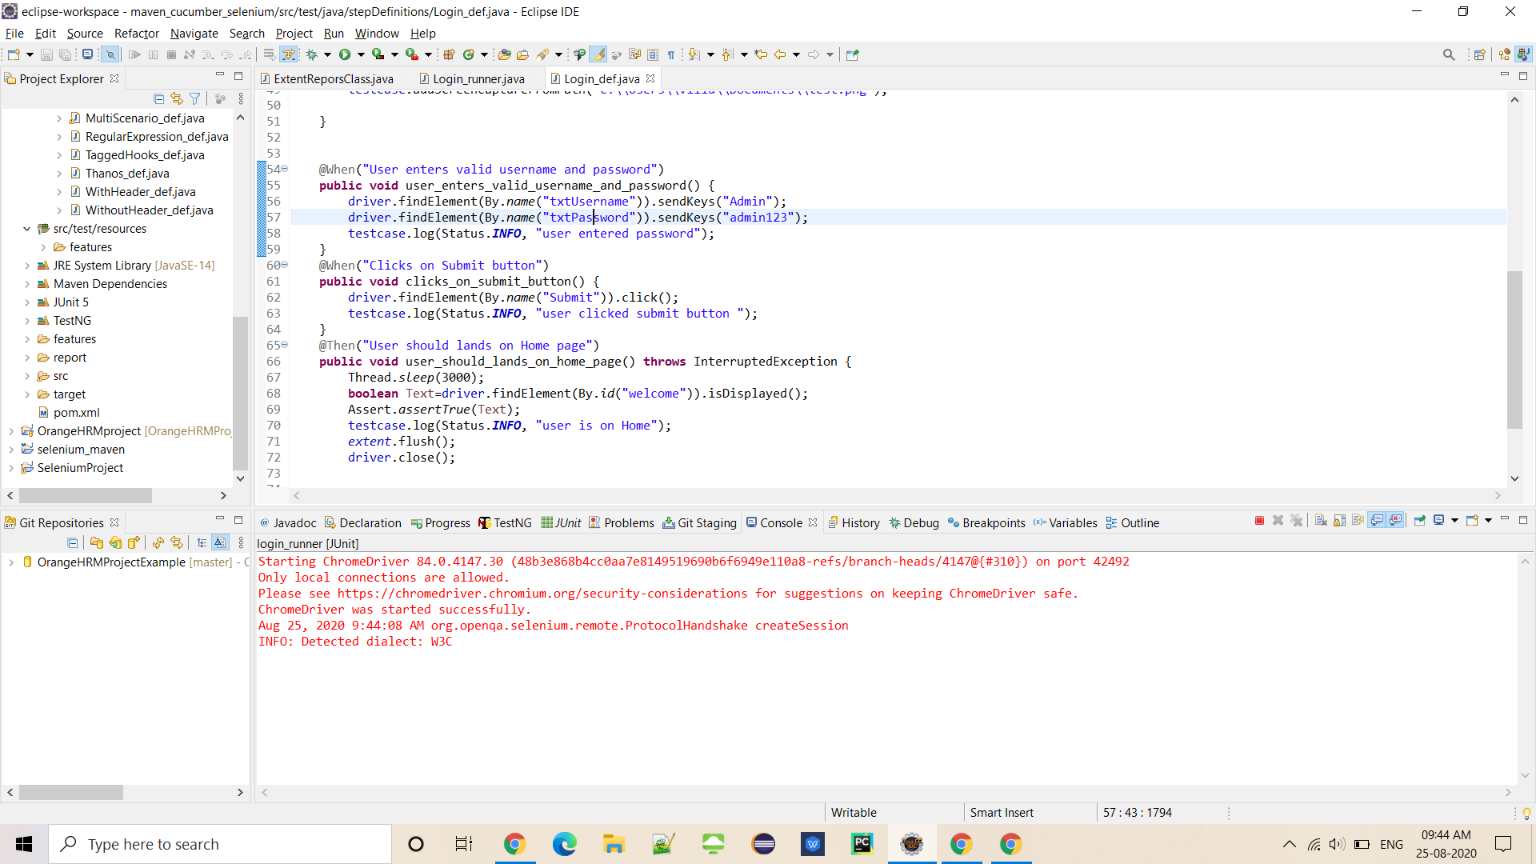 eclipse-workspace - maven_cucumber_selenium/src/test/java/stepDefinitions/Login_def.java - Eclipse IDE
File Edit Source Refactor Navigate Search Project Run Window Help
Project Explorer
ExtentReporsClass.java Login_runner.java Login_def.java
MultiScenario_def.java
RegularExpression_def.java
TaggedHooks_def.java
Thanos_def.java
WithHeader_def.java
WithoutHeader_def.java
src/test/resources
features
JRE System Library [JavaSE-14]
Maven Dependencies
JUnit 5
TestNG
features
report
src
target
pom.xml
OrangeHRMproject [OrangeHRMPro
selenium_maven
SeleniumProject
50
51 }
52
53
54 @When("User enters valid username and password")
55 public void user_enters_valid_username_and_password() {
56 driver.findElement(By.name("txtUsername")).sendKeys("Admin");
57 driver.findElement(By.name("txtPassword")).sendKeys("admin123");
58 testcase.log(Status.INFO, "user entered password");
59 }
60 @When("Clicks on Submit button")
61 public void clicks_on_submit_button() {
62 driver.findElement(By.name("Submit")).click();
63 testcase.log(Status.INFO, "user clicked submit button ");
64 }
65 @Then("User should lands on Home page")
66 public void user_should_lands_on_home_page() throws InterruptedException {
67 Thread.sleep(3000);
68 boolean Text=driver.findElement(By.id("welcome")).isDisplayed();
69 Assert.assertTrue(Text);
70 testcase.log(Status.INFO, "user is on Home");
71 extent.flush();
72 driver.close();
73
Git Repositories
OrangeHRMProjectExample [master] - C
@ Javadoc Declaration Progress TestNG JUnit Problems Git Staging Console History Debug Breakpoints Variables Outline
login_runner [JUnit]
Starting ChromeDriver 84.0.4147.30 (48b3e868b4cc0aa7e8149519690b6f6949e110a8-refs/branch-heads/4147@{#310}) on port 42492
Only local connections are allowed.
Please see https://chromedriver.chromium.org/security-considerations for suggestions on keeping ChromeDriver safe.
ChromeDriver was started successfully.
Aug 25, 2020 9:44:08 AM org.openqa.selenium.remote.ProtocolHandshake createSession
INFO: Detected dialect: W3C
Writable Smart Insert 57 : 43 : 1794
Type here to search
ENG
09:44 AM
25-08-2020